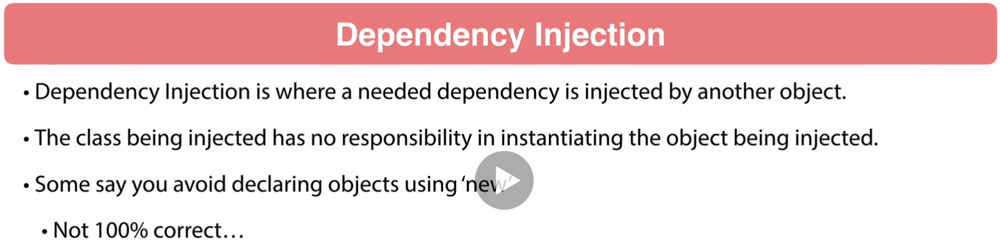 Dependency Injection
• Dependency Injection is where a needed dependency is injected by another object.
• The class being injected has no responsibility in instantiating the object being injected.
• Some say you avoid declaring objects using ‘new’
• Not 100% correct…